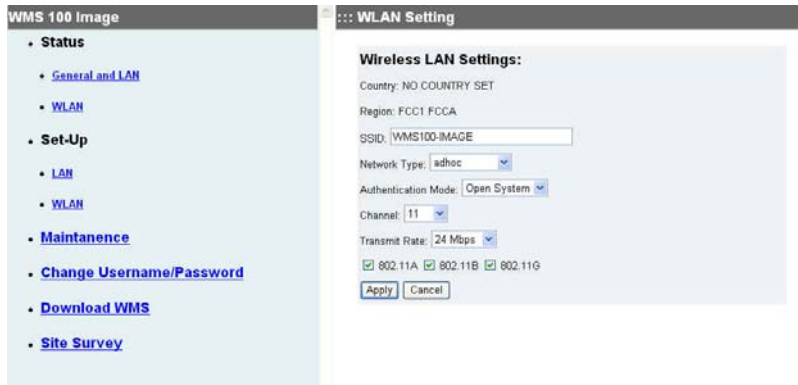 WMS 100 Image
Status
General and LAN
WLAN
Set-Up
LAN
WLAN
Maintanence
Change Username/Password
Download WMS
Site Survey
::: WLAN Setting
Wireless LAN Settings:
Country: NO COUNTRY SET
Region: FCC1 FCCA
SSID: WMS100-IMAGE
Network Type: adhoc
Authentication Mode: Open System
Channel: 11
Transmit Rate: 24 Mbps
802.11A 802.11B 802.11G
Apply Cancel